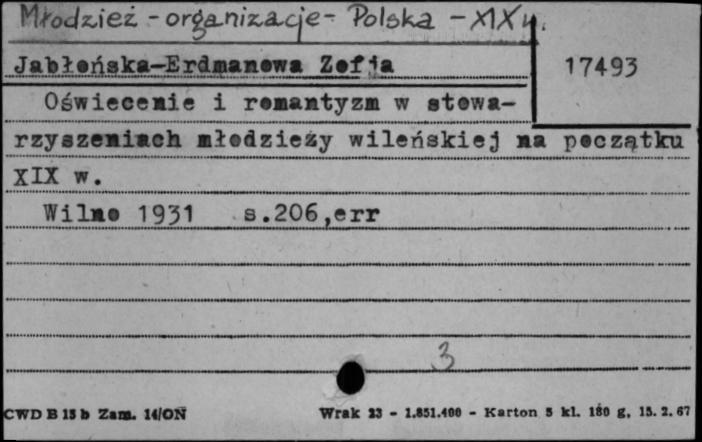 Młodzież - organizacje - Polska - XIX w.
Jabłońska-Erdmanowa Zofja
17493
Oświecenie i romantyzm w stowa-
rzyszeniach młodzieży wileńskiej na początku
XIX w.
Wilno 1931 s.206,err
3
CWD B 15 b Zam. 14/ON
Wrak 23 - 1.851.400 - Karton 5 kl. 180 g, 15. 2. 67